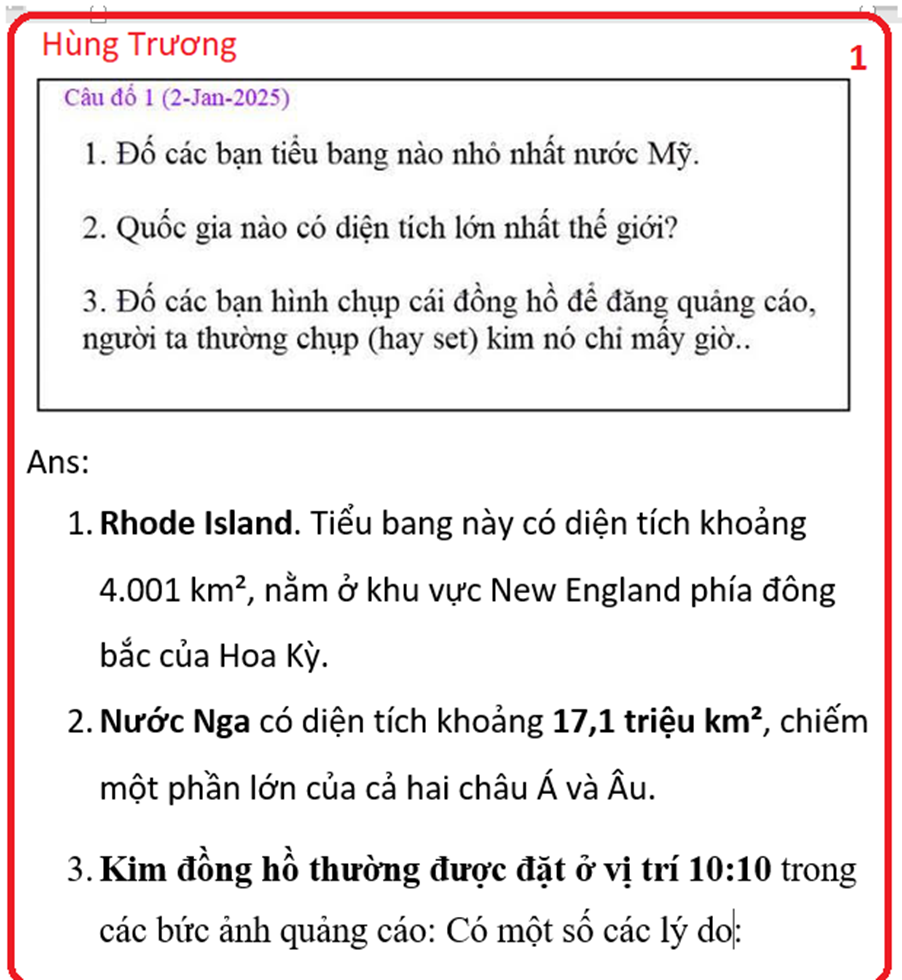 Hùng Trương
1
Câu đố 1 (2-Jan-2025)
1. Đố các bạn tiểu bang nào nhỏ nhất nước Mỹ.
2. Quốc gia nào có diện tích lớn nhất thế giới?
3. Đố các bạn hình chụp cái đồng hồ để đăng quảng cáo,
người ta thường chụp (hay set) kim nó chỉ mấy giờ..
Ans:
1. Rhode Island. Tiểu bang này có diện tích khoảng
4.001 km², nằm ở khu vực New England phía đông
bắc của Hoa Kỳ.
2. Nước Nga có diện tích khoảng 17,1 triệu km², chiếm
một phần lớn của cả hai châu Á và Âu.
3. Kim đồng hồ thường được đặt ở vị trí 10:10 trong
các bức ảnh quảng cáo: Có một số các lý do: